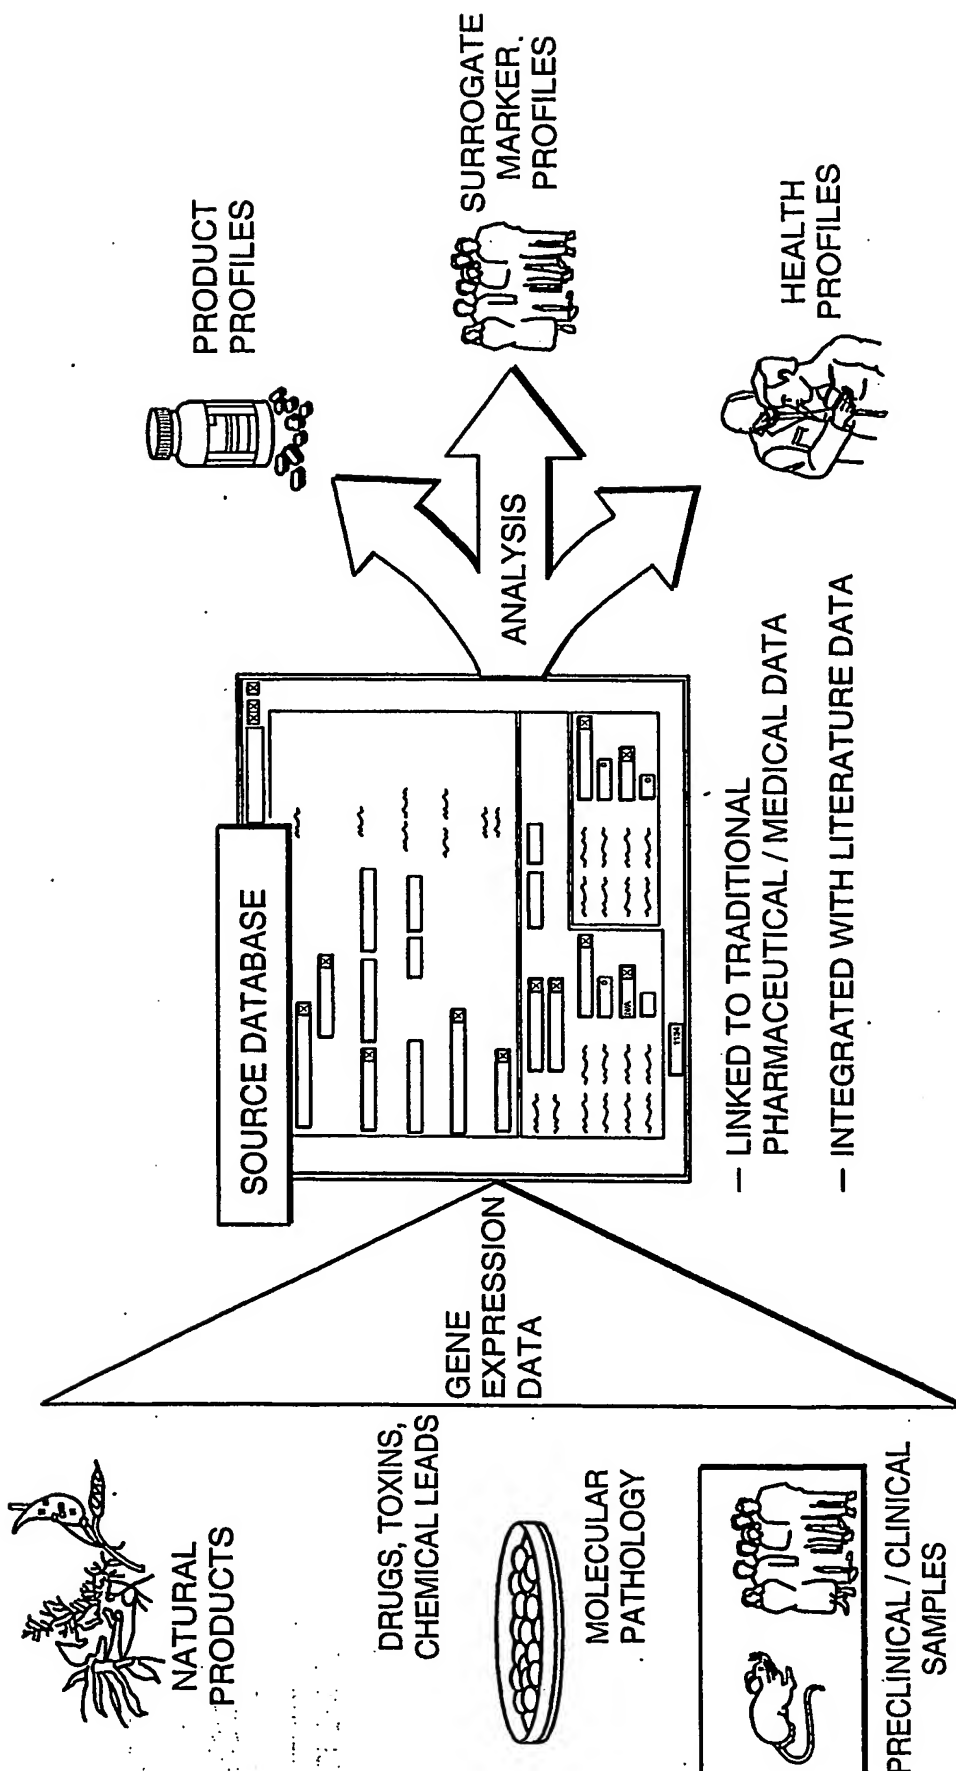 NATURAL
PRODUCTS
DRUGS, TOXINS,
CHEMICAL LEADS
MOLECULAR
PATHOLOGY
PRECLINICAL / CLINICAL
SAMPLES
GENE
EXPRESSION
DATA
SOURCE DATABASE
1134
— LINKED TO TRADITIONAL
PHARMACEUTICAL / MEDICAL DATA
— INTEGRATED WITH LITERATURE DATA
ANALYSIS
PRODUCT
PROFILES
SURROGATE
MARKER.
PROFILES
HEALTH
PROFILES